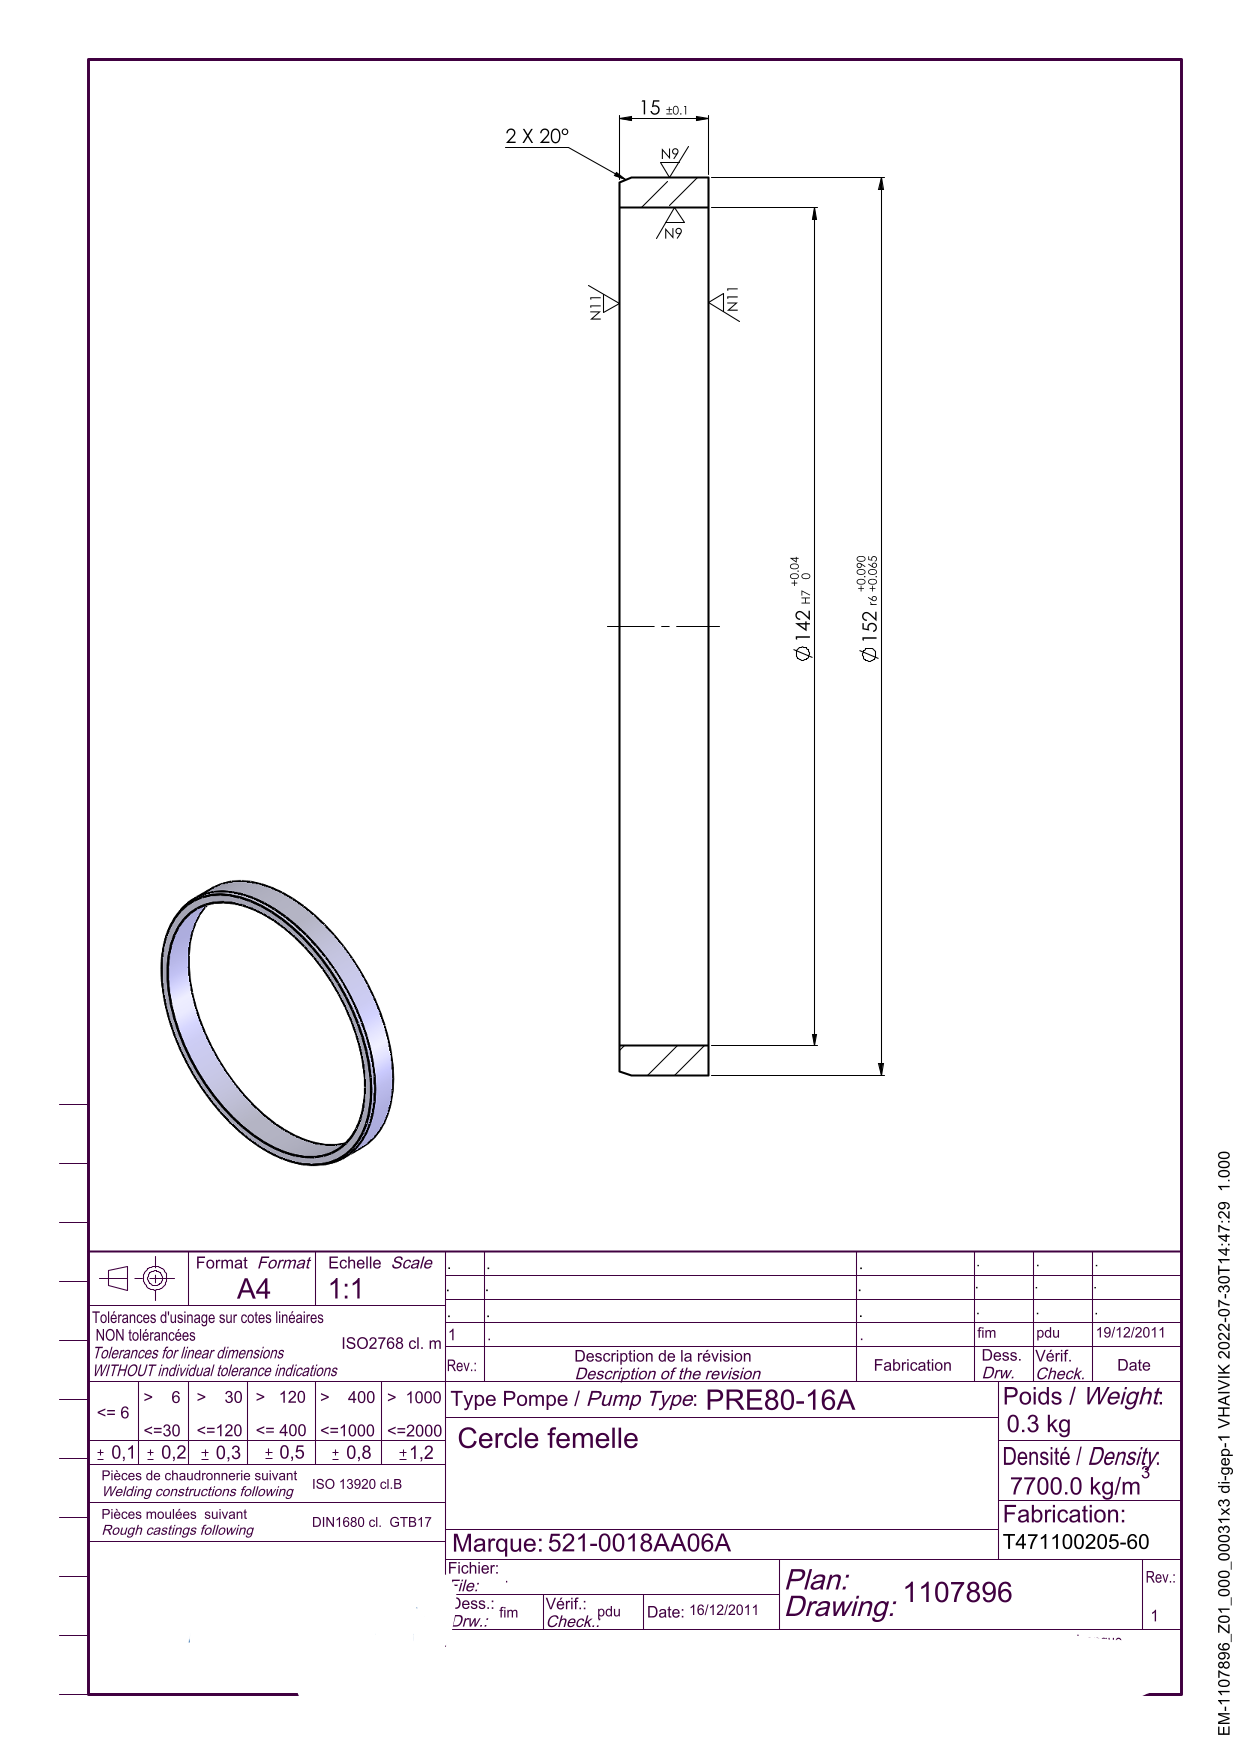 15 ±0.1
2 X 20°
N9
N9
N11
N11
Ø142 H7 +0.04 0
Ø152 r6 +0.090 +0.065
Format Format
A4
Echelle Scale
1:1
Tolérances d'usinage sur cotes linéaires
NON tolérancées
Tolerances for linear dimensions
WITHOUT individual tolerance indications
ISO2768 cl. m
<= 6
> 6 <=30
> 30 <=120
> 120 <= 400
> 400 <=1000
> 1000 <=2000
± 0,1 ± 0,2 ± 0,3 ± 0,5 ± 0,8 ±1,2
Pièces de chaudronnerie suivant
Welding constructions following
ISO 13920 cl.B
Pièces moulées suivant
Rough castings following
DIN1680 cl. GTB17
1 . . fim pdu 19/12/2011
Rev.:
Description de la révision
Description of the revision
Fabrication
Dess.
Drw.
Vérif.
Check.
Date
Type Pompe / Pump Type: PRE80-16A
Cercle femelle
Marque: 521-0018AA06A
Poids / Weight:
0.3 kg
Densité / Density:
7700.0 kg/m3
Fabrication:
T471100205-60
Fichier:
File:
Dess.:
Drw.:
fim
Vérif.:
Check.:
pdu
Date: 16/12/2011
Plan:
Drawing:
1107896
Rev.:
1
EM-1107896_Z01_000_00031x3 di-gep-1 VHAIVIK 2022-07-30T14:47:29 1.000